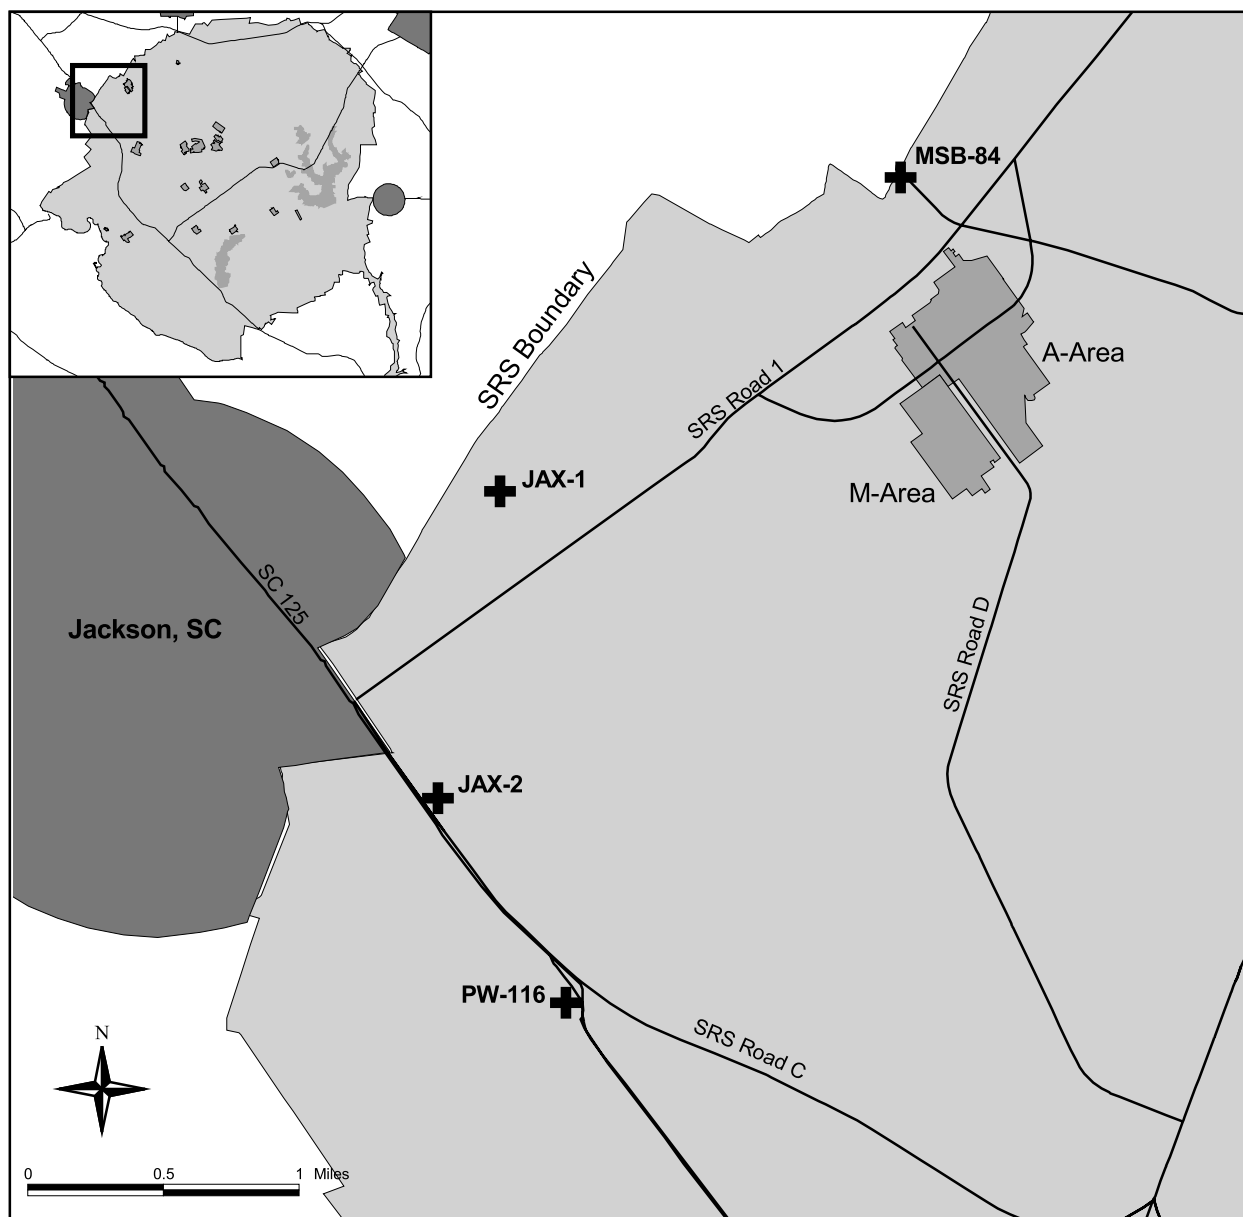 MSB-84
SRS Boundary
A-Area
SRS Road 1
JAX-1
M-Area
SC 125
Jackson, SC
SRS Road D
JAX-2
PW-116
SRS Road C
N
0 0.5 1 Miles